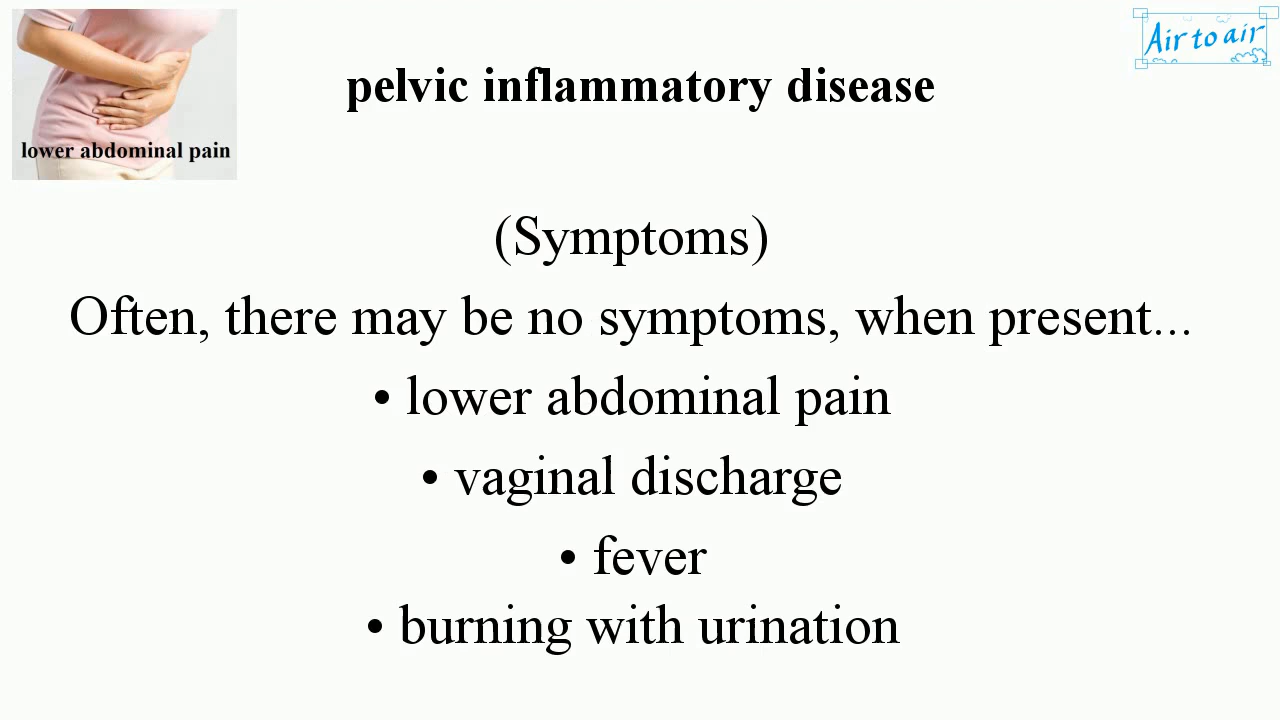 Air to air
pelvic inflammatory disease
lower abdominal pain
(Symptoms)
Often, there may be no symptoms, when present...
• lower abdominal pain
• vaginal discharge
• fever
• burning with urination